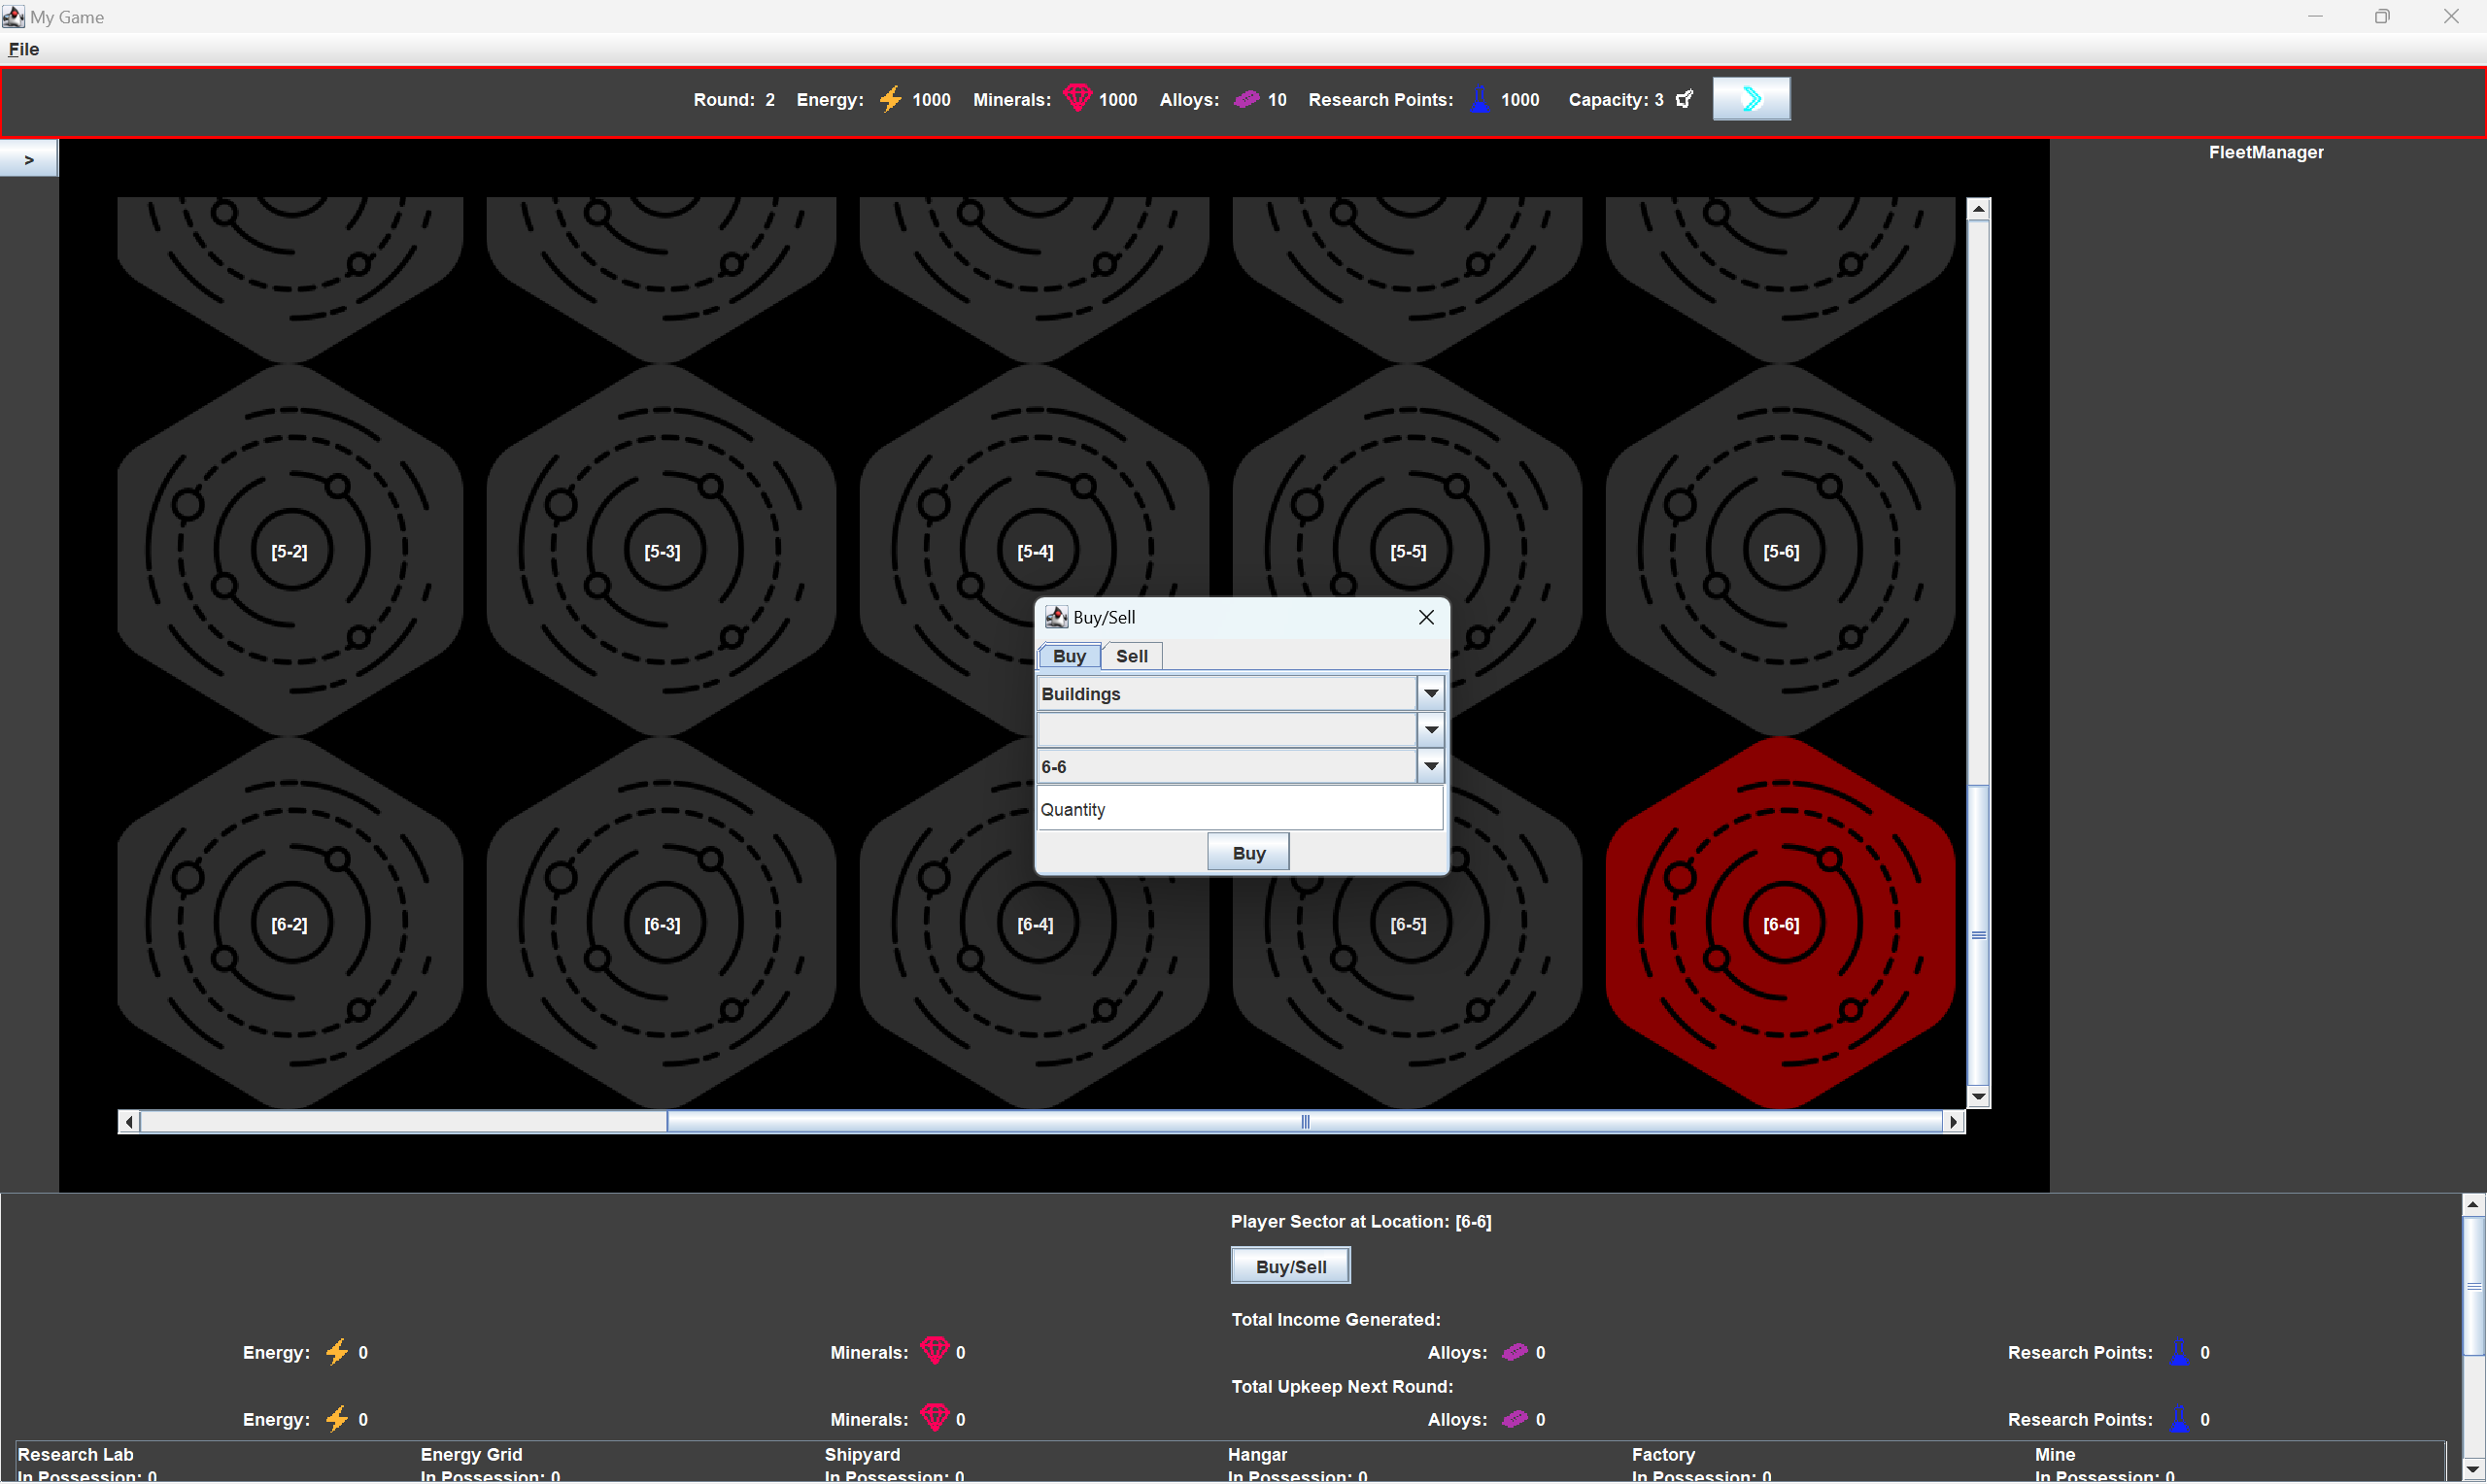 My Game
File
Round: 2 Energy: 1000 Minerals: 1000 Alloys: 10 Research Points: 1000 Capacity: 3
>
FleetManager
[5-2] [5-3] [5-4] [5-5] [5-6]
Buy/Sell
Buy Sell
Buildings
6-6
Quantity
Buy
[6-2] [6-3] [6-4] [6-5] [6-6]
Player Sector at Location: [6-6]
Buy/Sell
Total Income Generated:
Energy: 0 Minerals: 0 Alloys: 0 Research Points: 0
Total Upkeep Next Round:
Energy: 0 Minerals: 0 Alloys: 0 Research Points: 0
Research Lab Energy Grid Shipyard Hangar Factory Mine
In Possession: 0 In Possession: 0 In Possession: 0 In Possession: 0 In Possession: 0 In Possession: 0